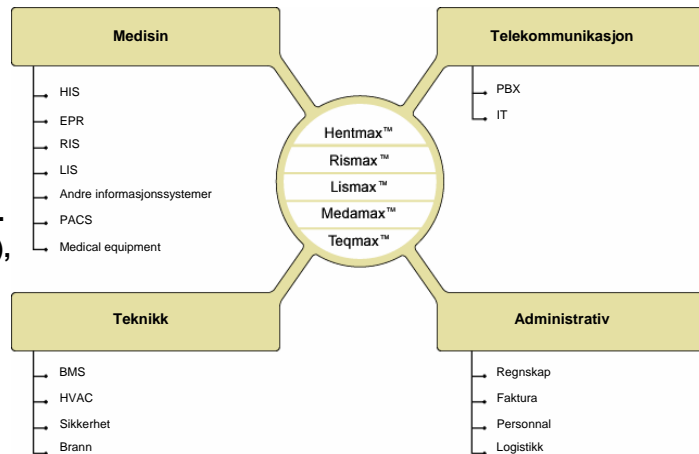 Medisin
HIS
EPR
RIS
LIS
Andre informasjonssystemer
PACS
Medical equipment
Telekommunikasjon
PBX
IT
Hentmax™
Rismax™
Lismax™
Medamax™
Teqmax™
.
),
Teknikk
BMS
HVAC
Sikkerhet
Brann
Administrativ
Regnskap
Faktura
Personnal
Logistikk